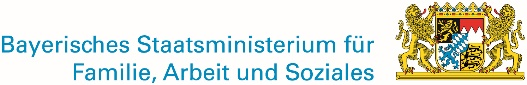 Bayerisches Staatsministerium für
Familie, Arbeit und Soziales